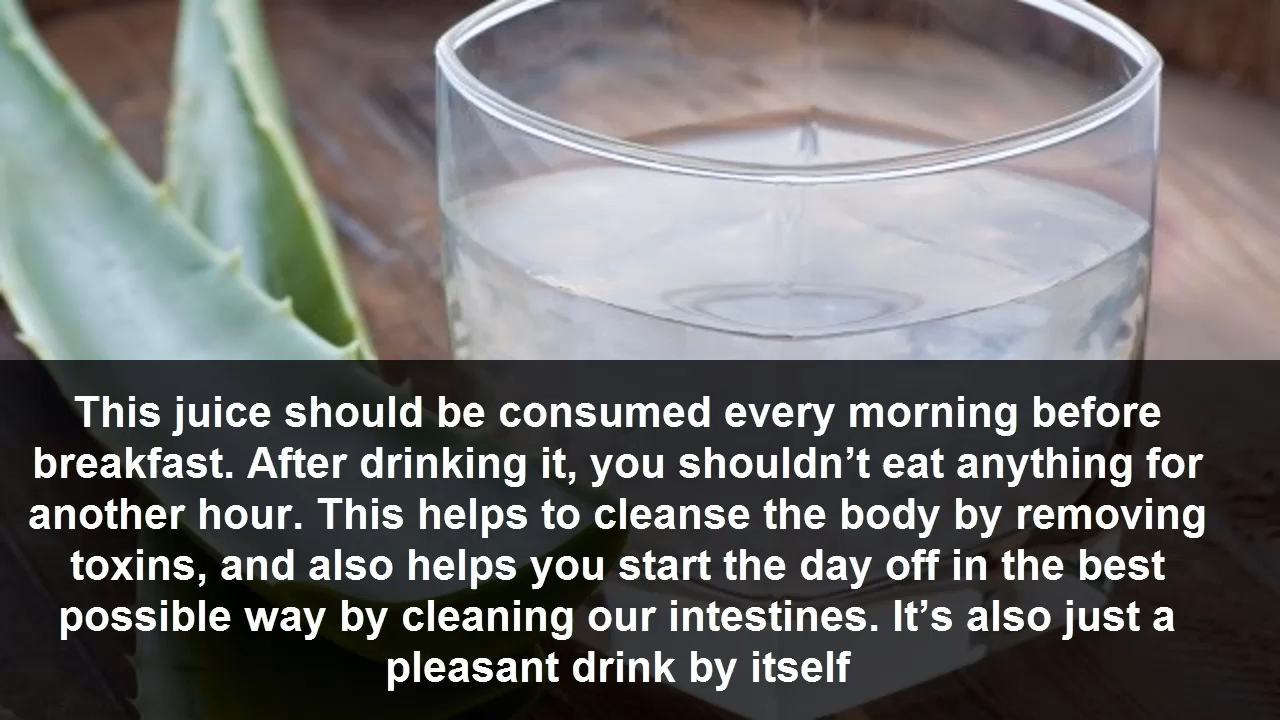 This juice should be consumed every morning before
breakfast. After drinking it, you shouldn’t eat anything for
another hour. This helps to cleanse the body by removing
toxins, and also helps you start the day off in the best
possible way by cleaning our intestines. It’s also just a
pleasant drink by itself